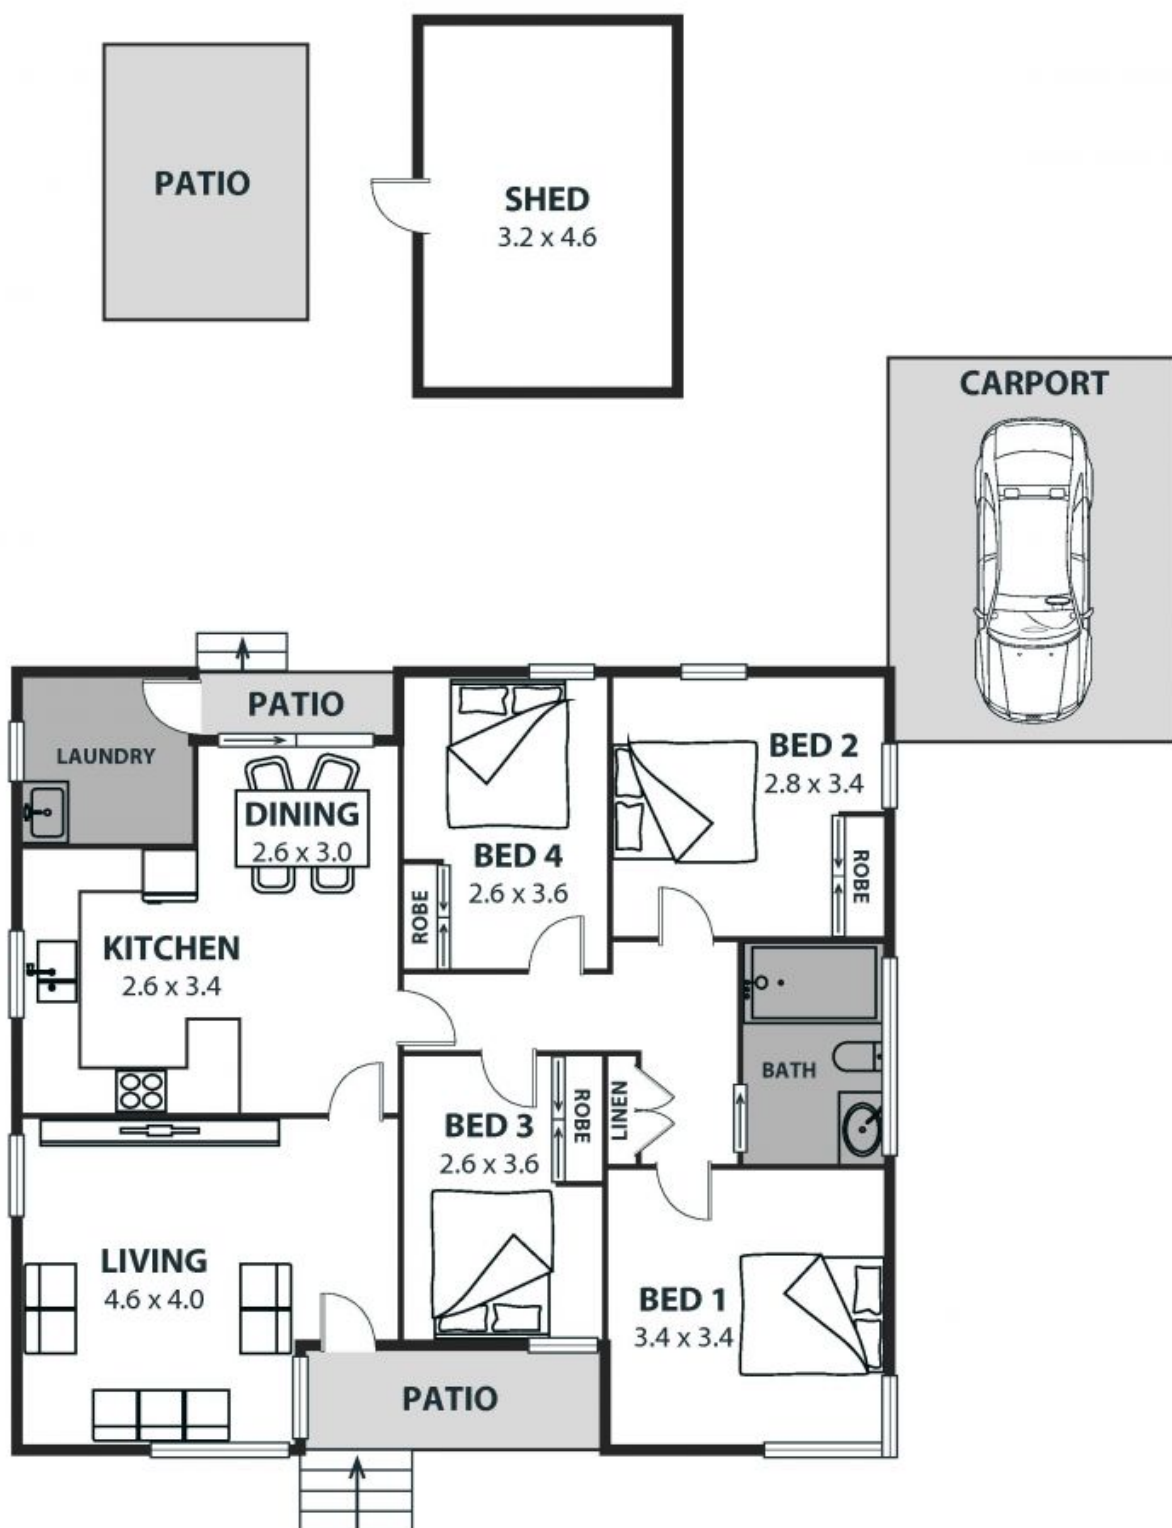 PATIO
SHED
3.2 x 4.6
CARPORT
PATIO
LAUNDRY
DINING
2.6 x 3.0
BED 4
2.6 x 3.6
ROBE
BED 2
2.8 x 3.4
ROBE
KITCHEN
2.6 x 3.4
BATH
LINEN
ROBE
BED 3
2.6 x 3.6
LIVING
4.6 x 4.0
BED 1
3.4 x 3.4
PATIO